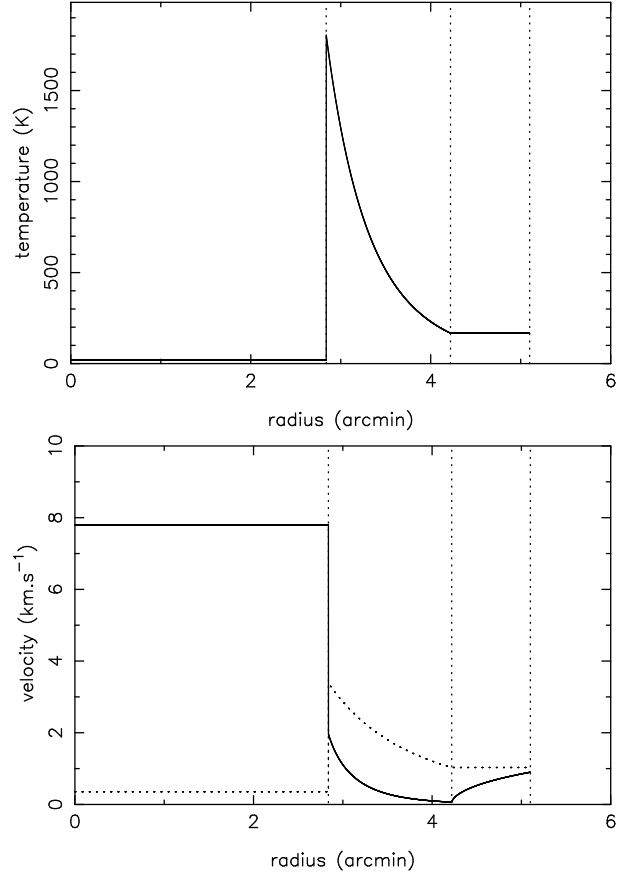 1500
1000
500
0
temperature (K)
0 2 4 6
radius (arcmin)
10
8
6
4
2
0
velocity (km.s⁻¹)
0 2 4 6
radius (arcmin)